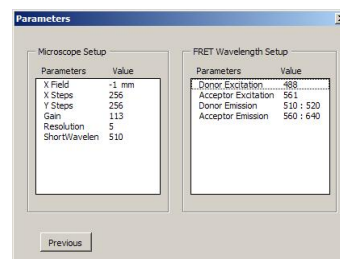 Parameters
Microscope Setup
Parameters Value
X Field -1 mm
X Steps 256
Y Steps 256
Gain 113
Resolution 5
ShortWavelen 510
FRET Wavelength Setup
Parameters Value
Donor Excitation 488
Acceptor Excitation 561
Donor Emission 510 : 520
Acceptor Emission 560 : 640
Previous